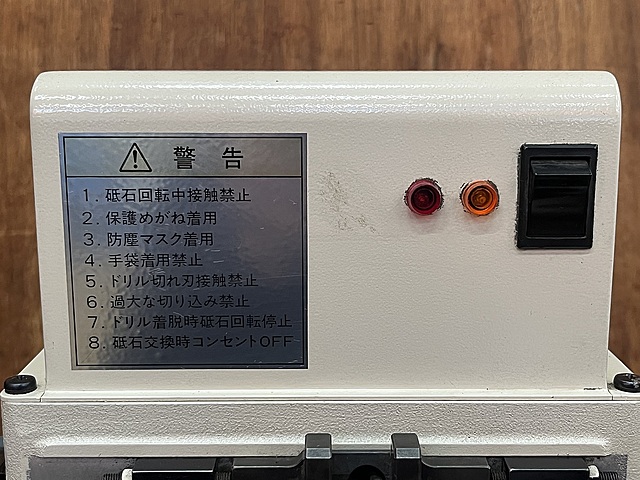 ⚠ 警告
1. 砥石回転中接触禁止
2. 保護めがね着用
3. 防塵マスク着用
4. 手袋着用禁止
5. ドリル切れ刃接触禁止
6. 過大な切り込み禁止
7. ドリル着脱時砥石回転停止
8. 砥石交換時コンセントOFF